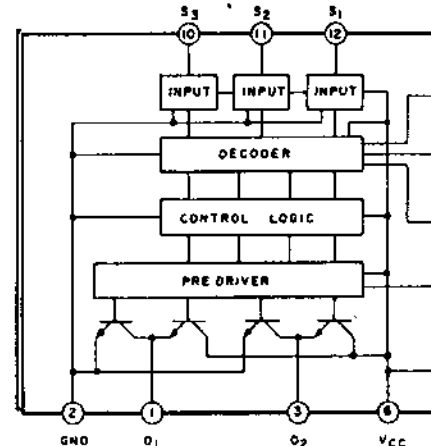 S3 S2 S1
10 11 12
INPUT INPUT INPUT
DECODER
CONTROL LOGIC
PRE DRIVER
2 1 3 6
GND O1 O2 VCC